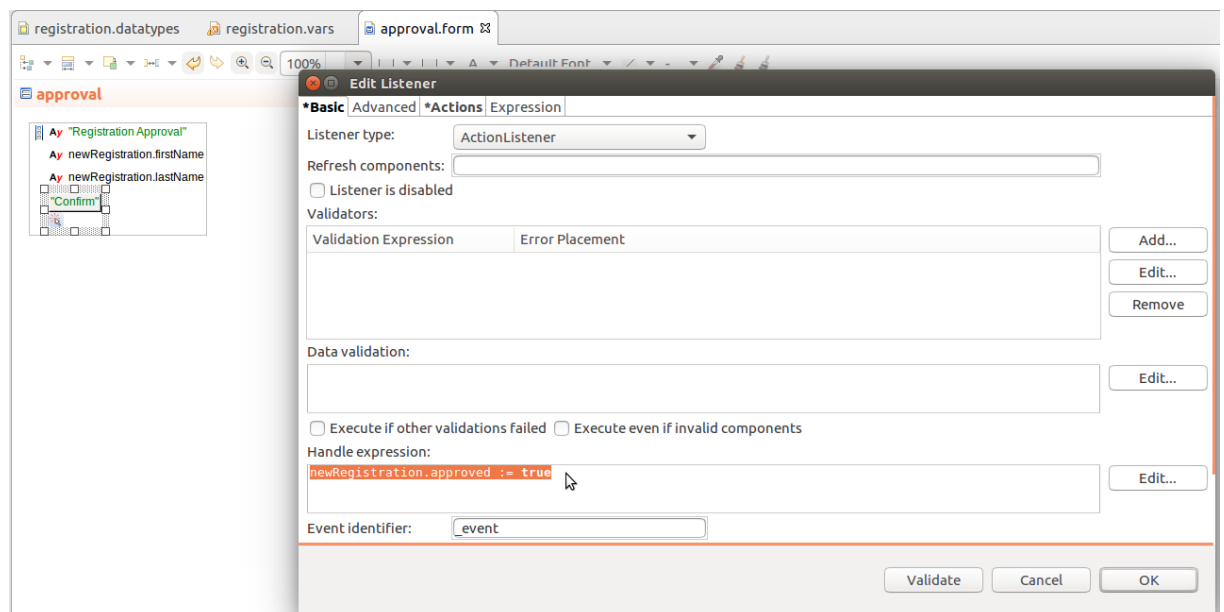 registration.datatypes registration.vars approval.form
100% A Default Font
approval
Ay "Registration Approval"
Ay newRegistration.firstName
Ay newRegistration.lastName
"Confirm"
Edit Listener
*Basic Advanced *Actions Expression
Listener type: ActionListener
Refresh components:
Listener is disabled
Validators:
Validation Expression Error Placement
Add...
Edit...
Remove
Data validation:
Edit...
Execute if other validations failed Execute even if invalid components
Handle expression:
newRegistration.approved := true
Edit...
Event identifier: _event
Validate Cancel OK